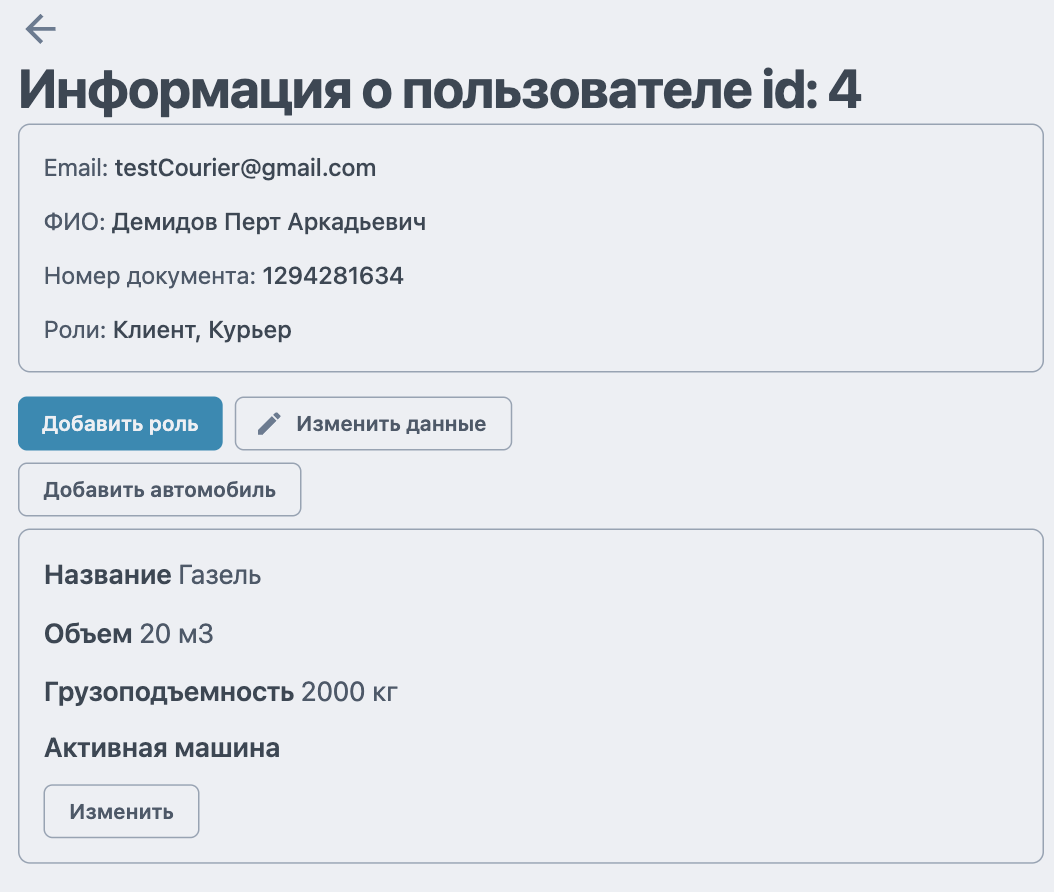 Информация о пользователе id: 4
Email: testCourier@gmail.com
ФИО: Демидов Перт Аркадьевич
Номер документа: 1294281634
Роли: Клиент, Курьер
Добавить роль
Изменить данные
Добавить автомобиль
Название Газель
Объем 20 м3
Грузоподъемность 2000 кг
Активная машина
Изменить